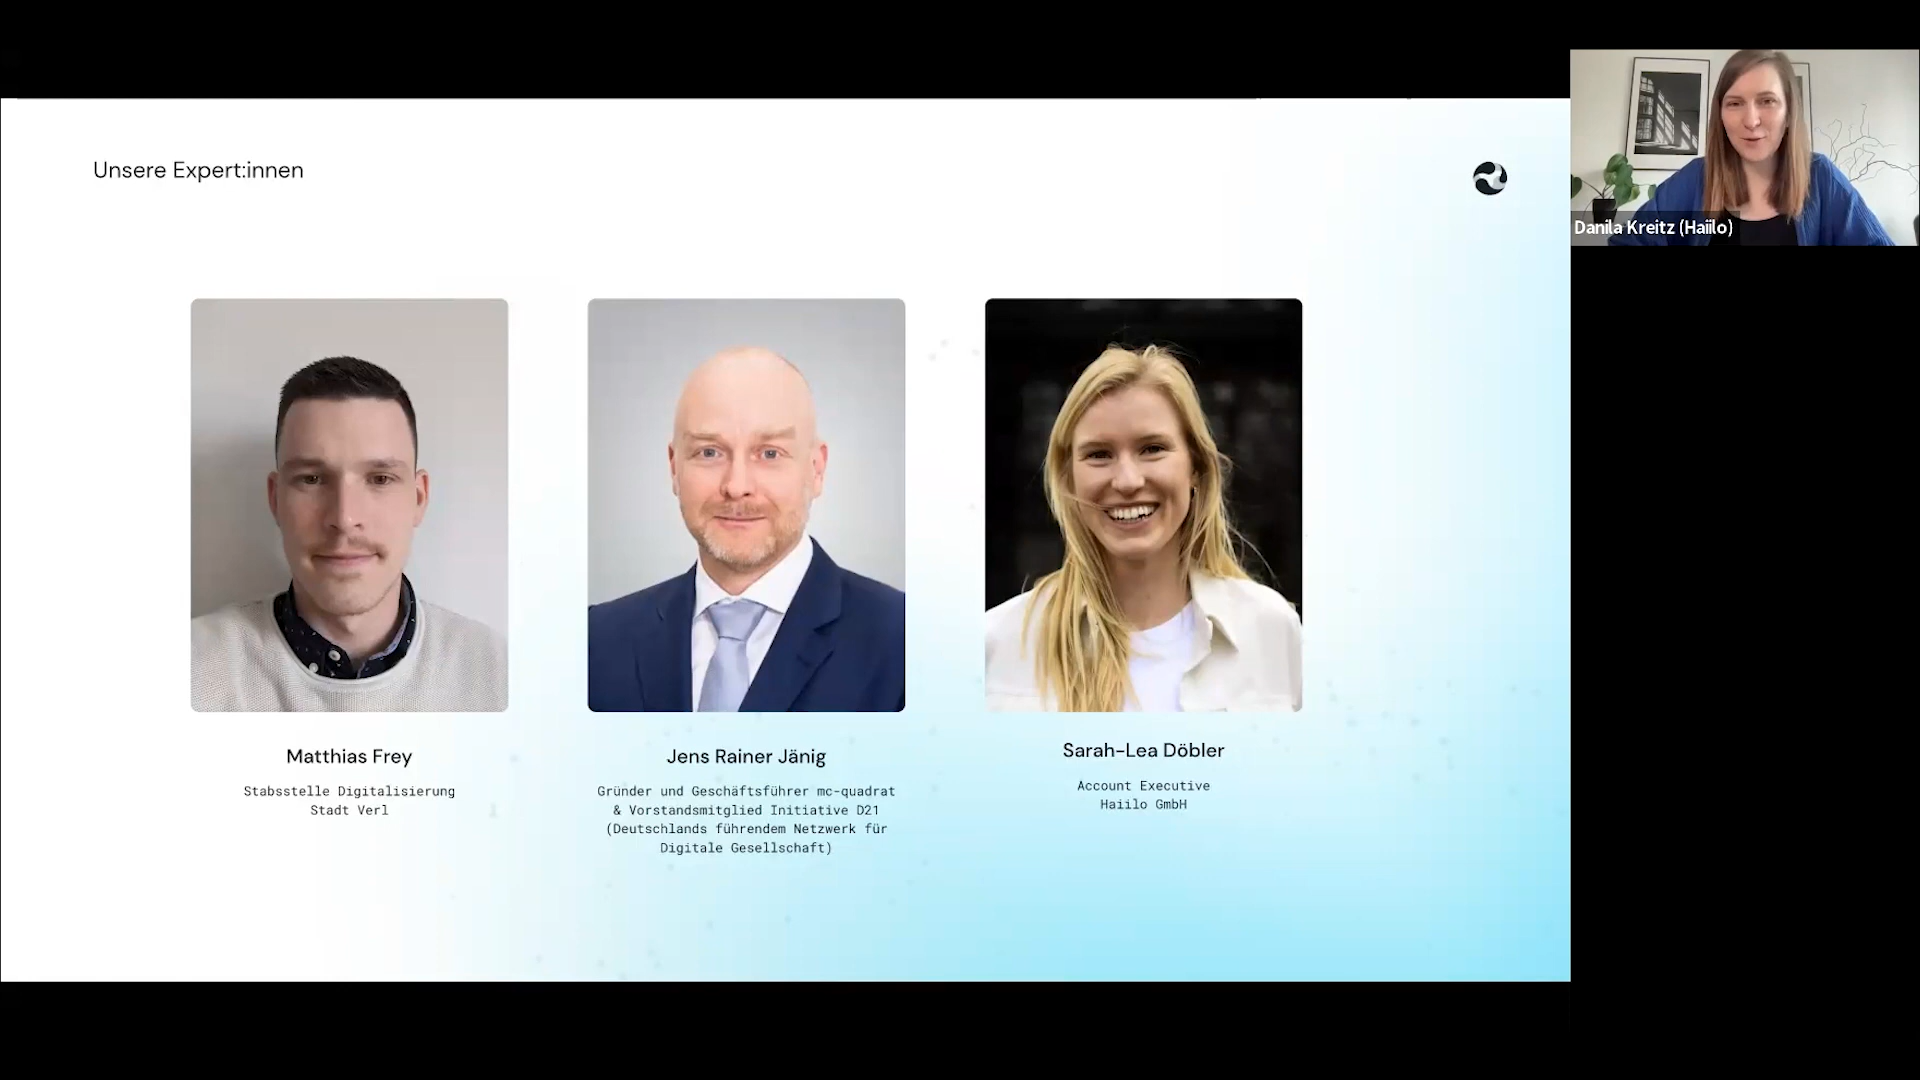 Unsere Expert:innen
Danila Kreitz (Haiilo)
Matthias Frey
Stabsstelle Digitalisierung
Stadt Verl
Jens Rainer Jänig
Gründer und Geschäftsführer mc-quadrat
& Vorstandsmitglied Initiative D21
(Deutschlands führendem Netzwerk für
Digitale Gesellschaft)
Sarah-Lea Döbler
Account Executive
Haiilo GmbH